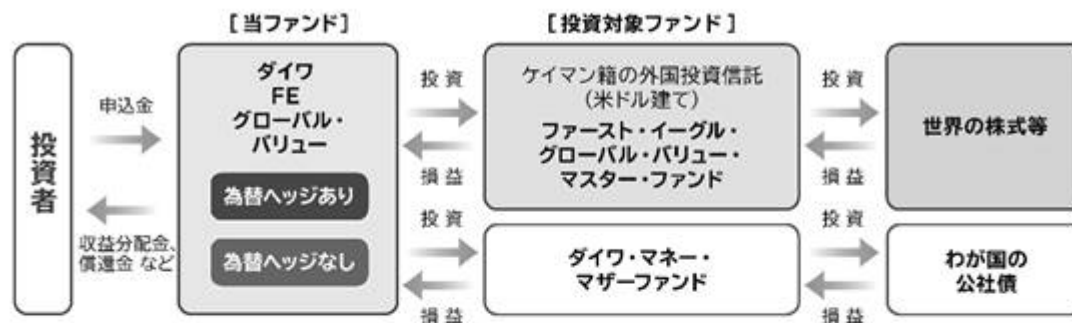 [当ファンド]
[投資対象ファンド]
投資者
申込金
収益分配金、
償還金 など
ダイワ
FE
グローバル・
バリュー
為替ヘッジあり
為替ヘッジなし
投資
損益
投資
損益
ケイマン籍の外国投資信託
(米ドル建て)
ファースト・イーグル・
グローバル・バリュー・
マスター・ファンド
ダイワ・マネー・
マザーファンド
投資
損益
投資
損益
世界の株式等
わが国の
公社債